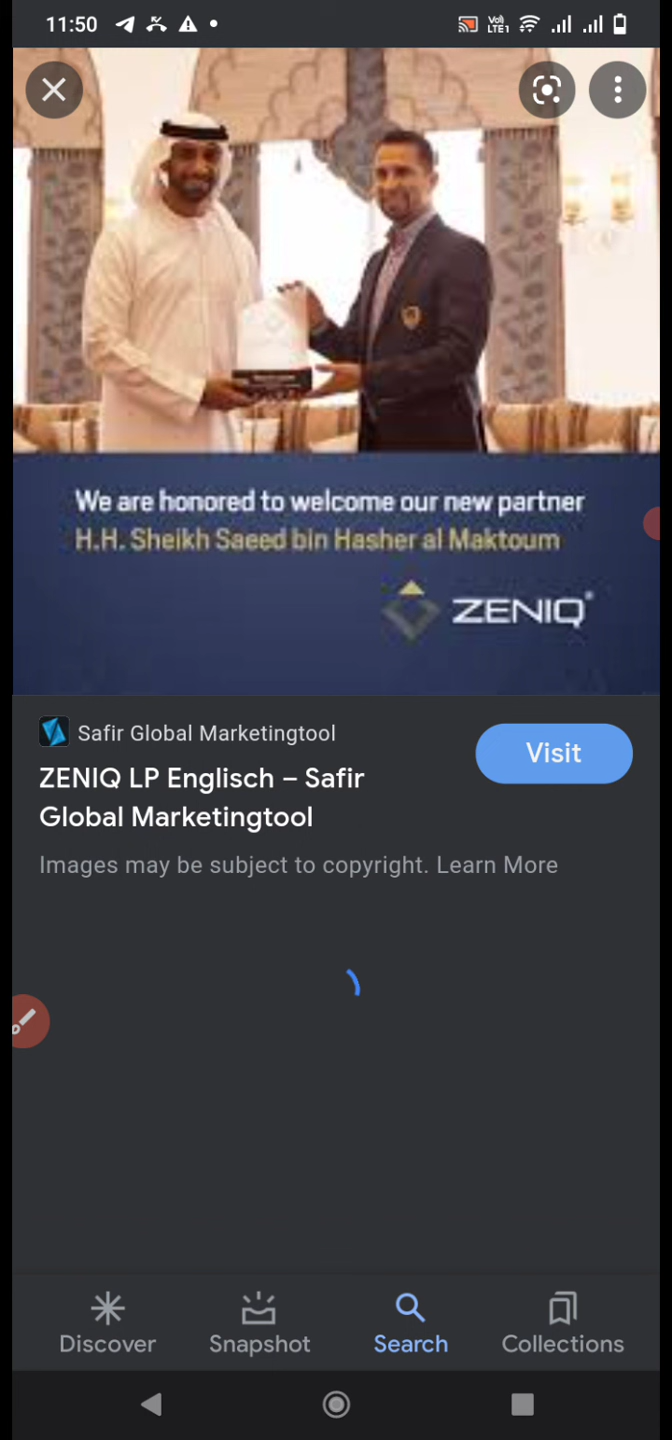 11:50
Vo)) LTE1
We are honored to welcome our new partner
H.H. Sheikh Saeed bin Hasher al Maktoum
ZENIQ®
Safir Global Marketingtool
Visit
ZENIQ LP Englisch – Safir
Global Marketingtool
Images may be subject to copyright. Learn More
Discover Snapshot Search Collections